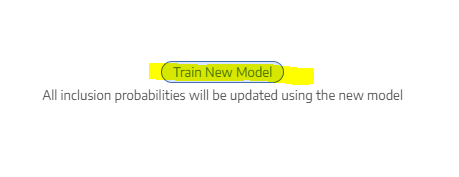 Train New Model
All inclusion probabilities will be updated using the new model